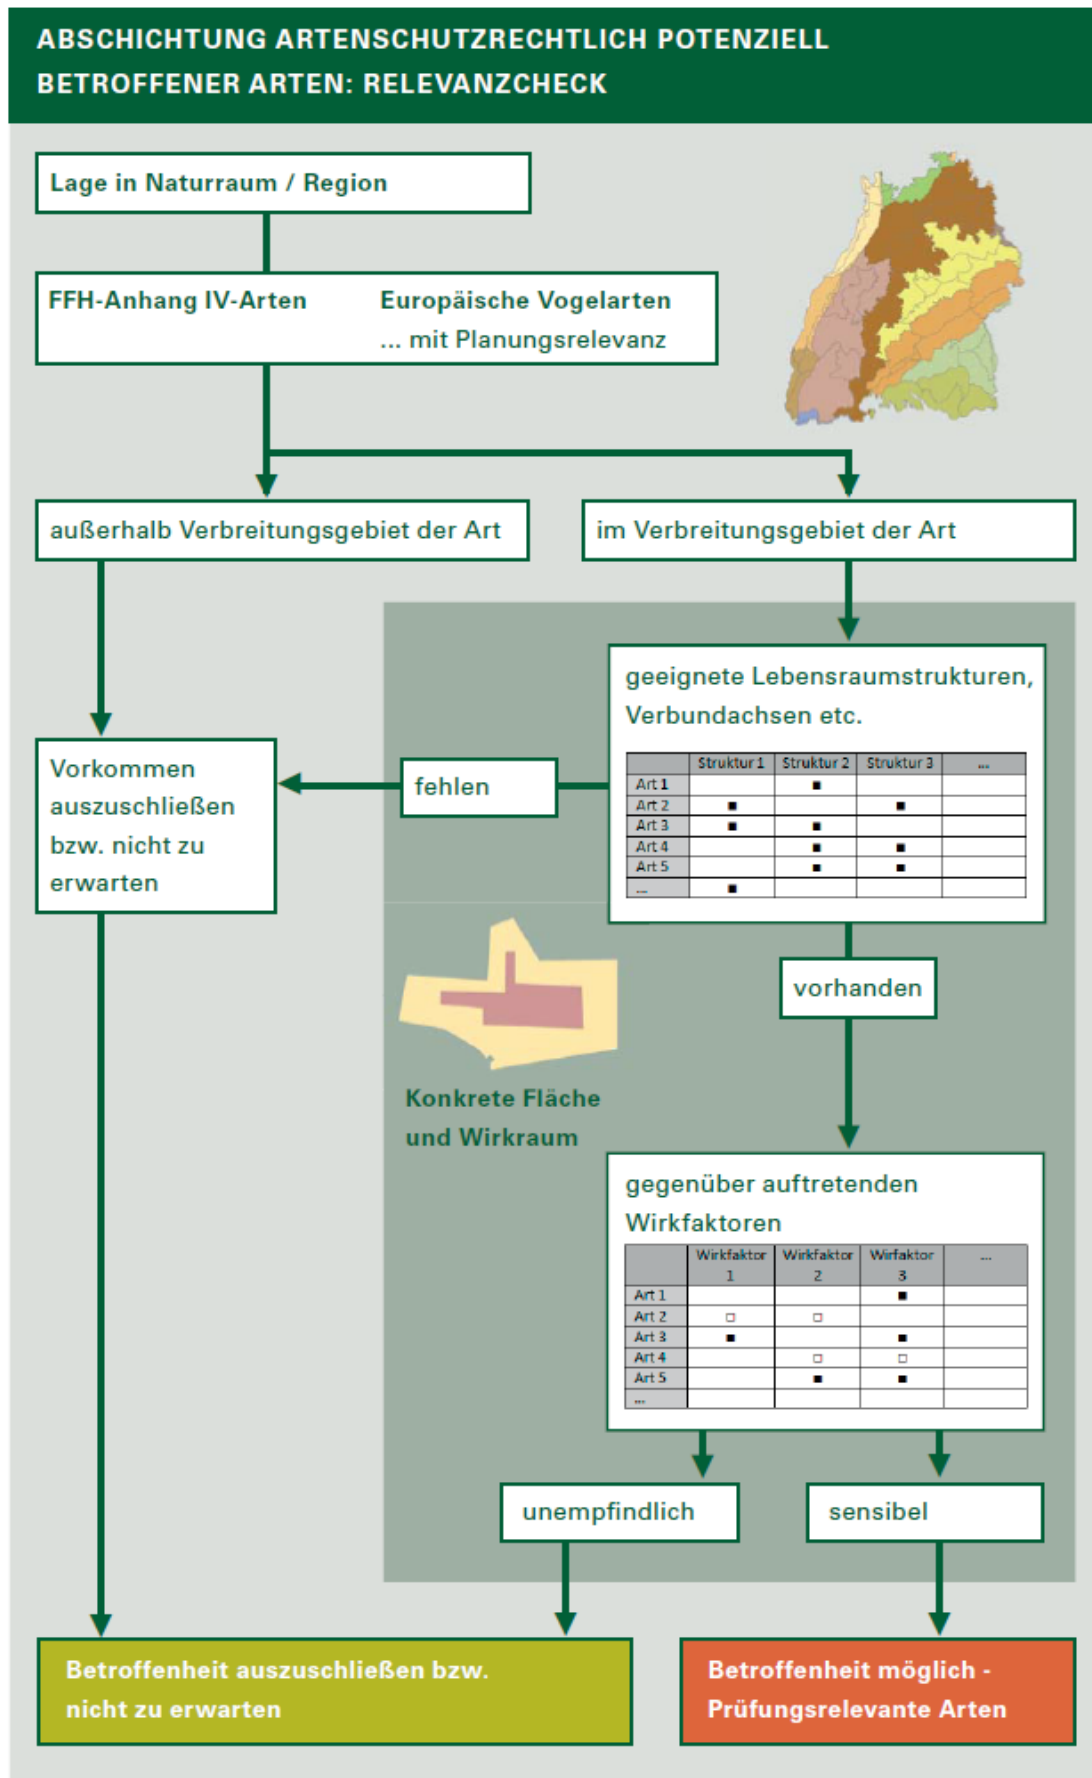 ABSCHICHTUNG ARTENSCHUTZRECHTLICH POTENZIELL
BETROFFENER ARTEN: RELEVANZCHECK
Lage in Naturraum / Region
FFH-Anhang IV-Arten
Europäische Vogelarten
... mit Planungsrelevanz
außerhalb Verbreitungsgebiet der Art
im Verbreitungsgebiet der Art
geeignete Lebensraumstrukturen,
Verbundachsen etc.
Struktur 1 Struktur 2 Struktur 3 ...
Art 1 ■
Art 2 ■ ■
Art 3 ■ ■
Art 4 ■ ■
Art 5 ■ ■
... ■
fehlen
Vorkommen
auszuschließen
bzw. nicht zu
erwarten
vorhanden
Konkrete Fläche
und Wirkraum
gegenüber auftretenden
Wirkfaktoren
Wirkfaktor Wirkfaktor Wirfaktor ...
1 2 3
Art 1 ■
Art 2 □ □
Art 3 ■ ■
Art 4 □ □
Art 5 ■ ■
...
unempfindlich
sensibel
Betroffenheit auszuschließen bzw.
nicht zu erwarten
Betroffenheit möglich -
Prüfungsrelevante Arten